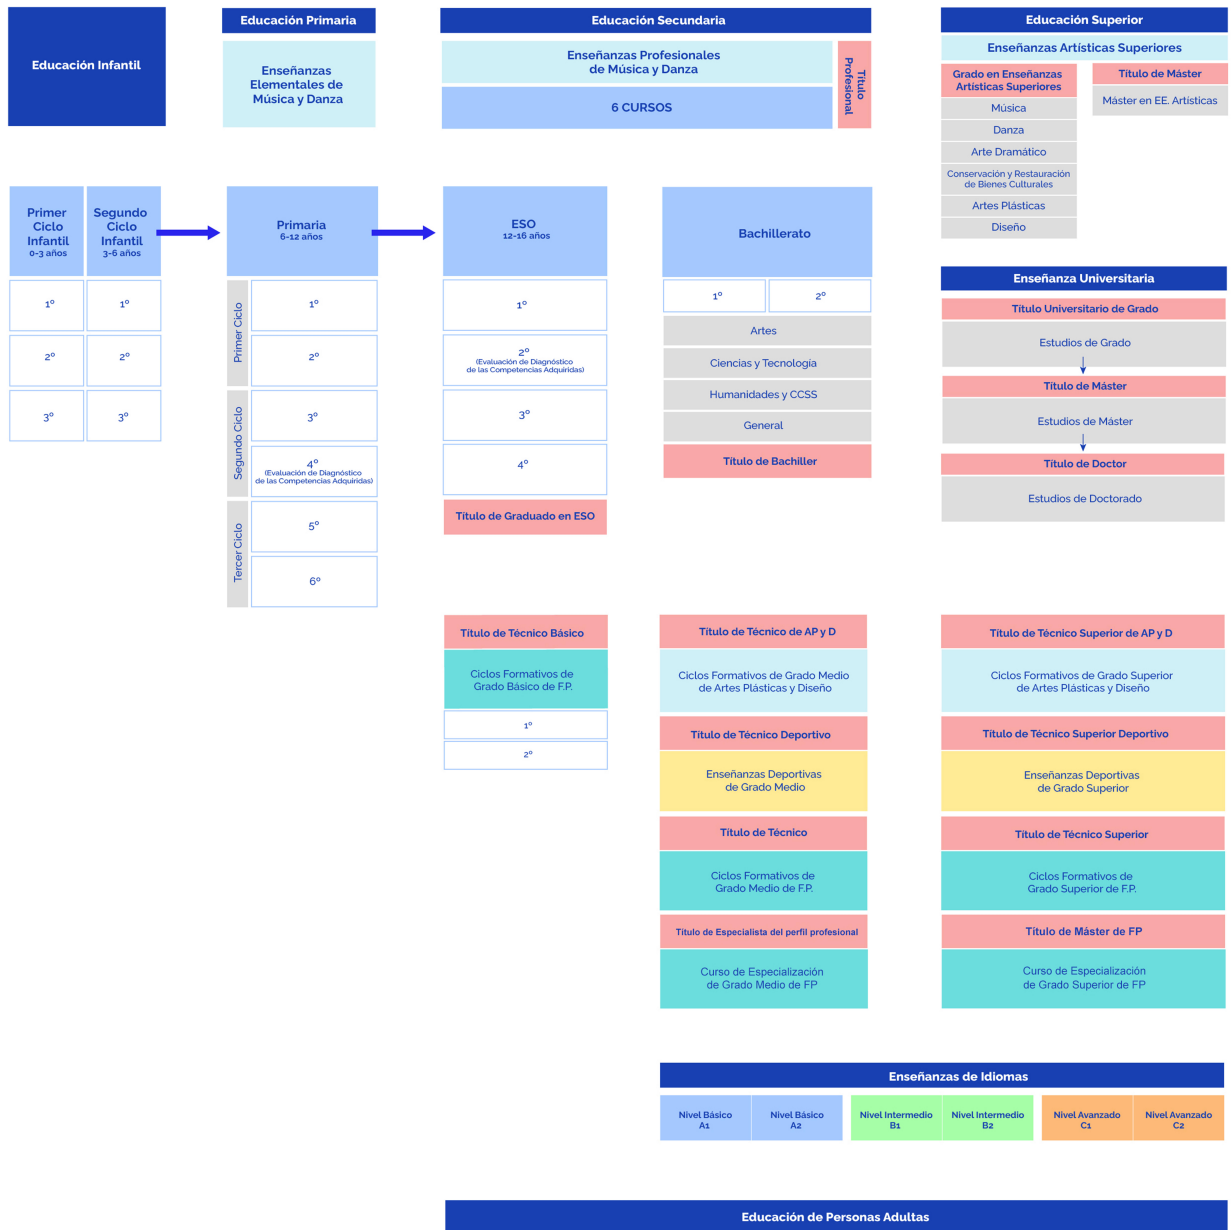 Educación Infantil
Educación Primaria
Enseñanzas
Elementales de
Música y Danza
Educación Secundaria
Enseñanzas Profesionales
de Música y Danza
6 CURSOS
Título
Profesional
Educación Superior
Enseñanzas Artísticas Superiores
Grado en Enseñanzas
Artísticas Superiores
Música
Danza
Arte Dramático
Conservación y Restauración
de Bienes Culturales
Artes Plásticas
Diseño
Título de Máster
Máster en EE. Artísticas
Primer
Ciclo
Infantil
0-3 años
1º
2º
3º
Segundo
Ciclo
Infantil
3-6 años
1º
2º
3º
Primaria
6-12 años
Primer Ciclo
1º
2º
Segundo Ciclo
3º
4º
(Evaluación de Diagnóstico
de las Competencias Adquiridas)
Tercer Ciclo
5º
6º
ESO
12-16 años
1º
2º
(Evaluación de Diagnóstico
de las Competencias Adquiridas)
3º
4º
Título de Graduado en ESO
Bachillerato
1º
2º
Artes
Ciencias y Tecnología
Humanidades y CCSS
General
Título de Bachiller
Enseñanza Universitaria
Título Universitario de Grado
Estudios de Grado
Título de Máster
Estudios de Máster
Título de Doctor
Estudios de Doctorado
Título de Técnico Básico
Ciclos Formativos de
Grado Básico de F.P.
1º
2º
Título de Técnico de AP y D
Ciclos Formativos de Grado Medio
de Artes Plásticas y Diseño
Título de Técnico Deportivo
Enseñanzas Deportivas
de Grado Medio
Título de Técnico
Ciclos Formativos de
Grado Medio de F.P.
Título de Especialista del perfil profesional
Curso de Especialización
de Grado Medio de FP
Título de Técnico Superior de AP y D
Ciclos Formativos de Grado Superior
de Artes Plásticas y Diseño
Título de Técnico Superior Deportivo
Enseñanzas Deportivas
de Grado Superior
Título de Técnico Superior
Ciclos Formativos de
Grado Superior de F.P.
Título de Máster de FP
Curso de Especialización
de Grado Superior de FP
Enseñanzas de Idiomas
Nivel Básico
A1
Nivel Básico
A2
Nivel Intermedio
B1
Nivel Intermedio
B2
Nivel Avanzado
C1
Nivel Avanzado
C2
Educación de Personas Adultas